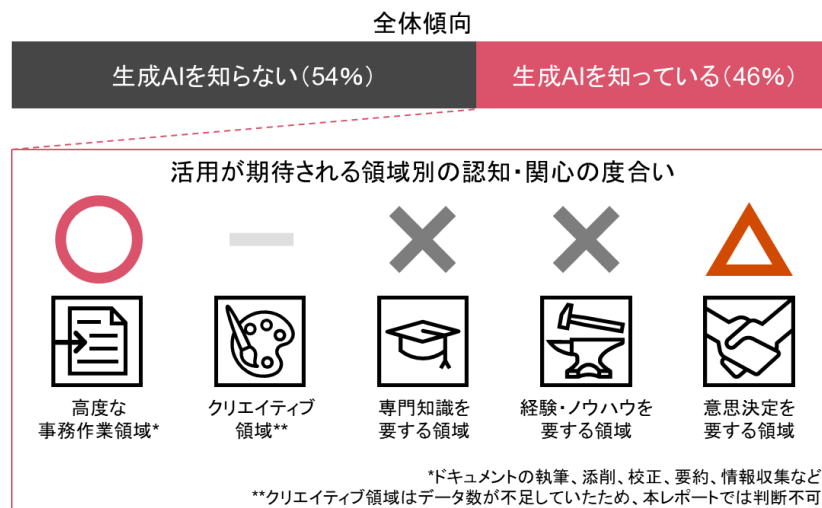 全体傾向
生成AIを知らない（54%）
生成AIを知っている（46%）
活用が期待される領域別の認知・関心の度合い
高度な
事務作業領域*
クリエイティブ
領域**
専門知識を
要する領域
経験・ノウハウを
要する領域
意思決定を
要する領域
*ドキュメントの執筆、添削、校正、要約、情報収集など
**クリエイティブ領域はデータ数が不足していたため、本レポートでは判断不可